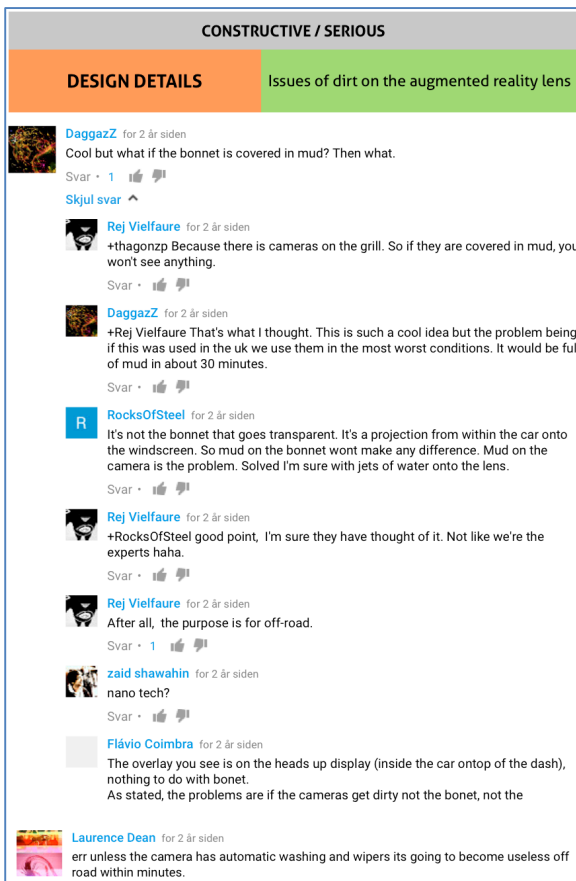 CONSTRUCTIVE / SERIOUS
DESIGN DETAILS
Issues of dirt on the augmented reality lens
DaggazZ for 2 år siden
Cool but what if the bonnet is covered in mud? Then what.
Svar • 1
Skjul svar
Rej Vielfaure for 2 år siden
+thagonzp Because there is cameras on the grill. So if they are covered in mud, you
won't see anything.
Svar •
DaggazZ for 2 år siden
+Rej Vielfaure That's what I thought. This is such a cool idea but the problem being
if this was used in the uk we use them in the most worst conditions. It would be ful
of mud in about 30 minutes.
Svar •
R
RocksOfSteel for 2 år siden
It's not the bonnet that goes transparent. It's a projection from within the car onto
the windscreen. So mud on the bonnet wont make any difference. Mud on the
camera is the problem. Solved I'm sure with jets of water onto the lens.
Svar •
Rej Vielfaure for 2 år siden
+RocksOfSteel good point, I'm sure they have thought of it. Not like we're the
experts haha.
Svar •
Rej Vielfaure for 2 år siden
After all, the purpose is for off-road.
Svar • 1
zaid shawahin for 2 år siden
nano tech?
Svar •
Flávio Coimbra for 2 år siden
The overlay you see is on the heads up display (inside the car ontop of the dash),
nothing to do with bonet.
As stated, the problems are if the cameras get dirty not the bonet, not the
Laurence Dean for 2 år siden
err unless the camera has automatic washing and wipers its going to become useless off
road within minutes.